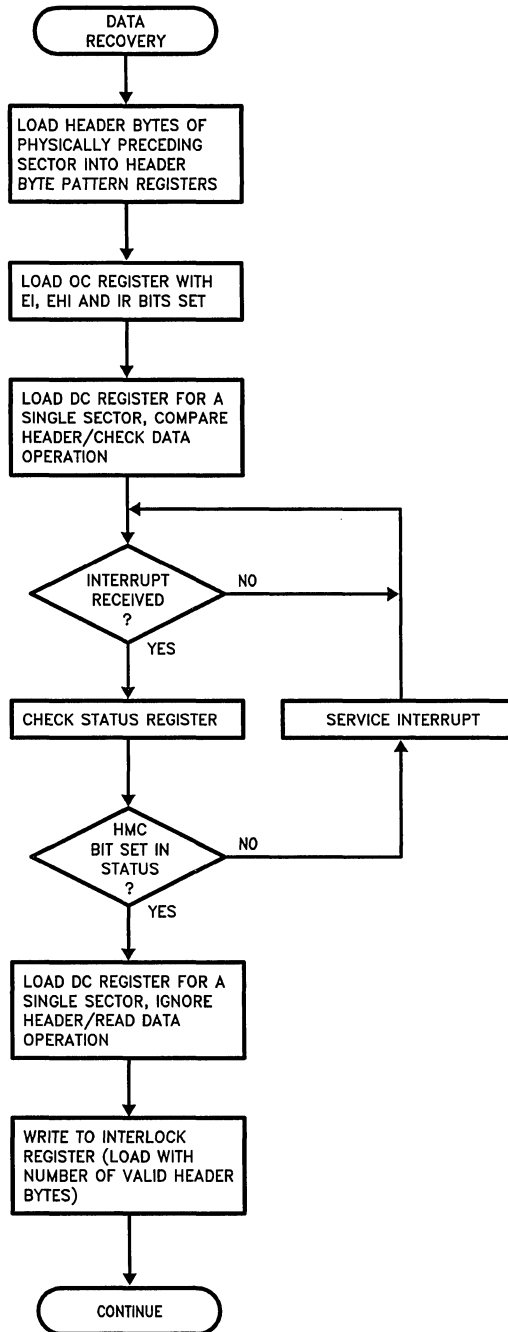 DATA
RECOVERY
LOAD HEADER BYTES OF
PHYSICALLY PRECEDING
SECTOR INTO HEADER
BYTE PATTERN REGISTERS
LOAD OC REGISTER WITH
EI, EHI AND IR BITS SET
LOAD DC REGISTER FOR A
SINGLE SECTOR, COMPARE
HEADER/CHECK DATA
OPERATION
INTERRUPT
RECEIVED
?
NO
YES
CHECK STATUS REGISTER
SERVICE INTERRUPT
HMC
BIT SET IN
STATUS
?
NO
YES
LOAD DC REGISTER FOR A
SINGLE SECTOR, IGNORE
HEADER/READ DATA
OPERATION
WRITE TO INTERLOCK
REGISTER (LOAD WITH
NUMBER OF VALID HEADER
BYTES)
CONTINUE